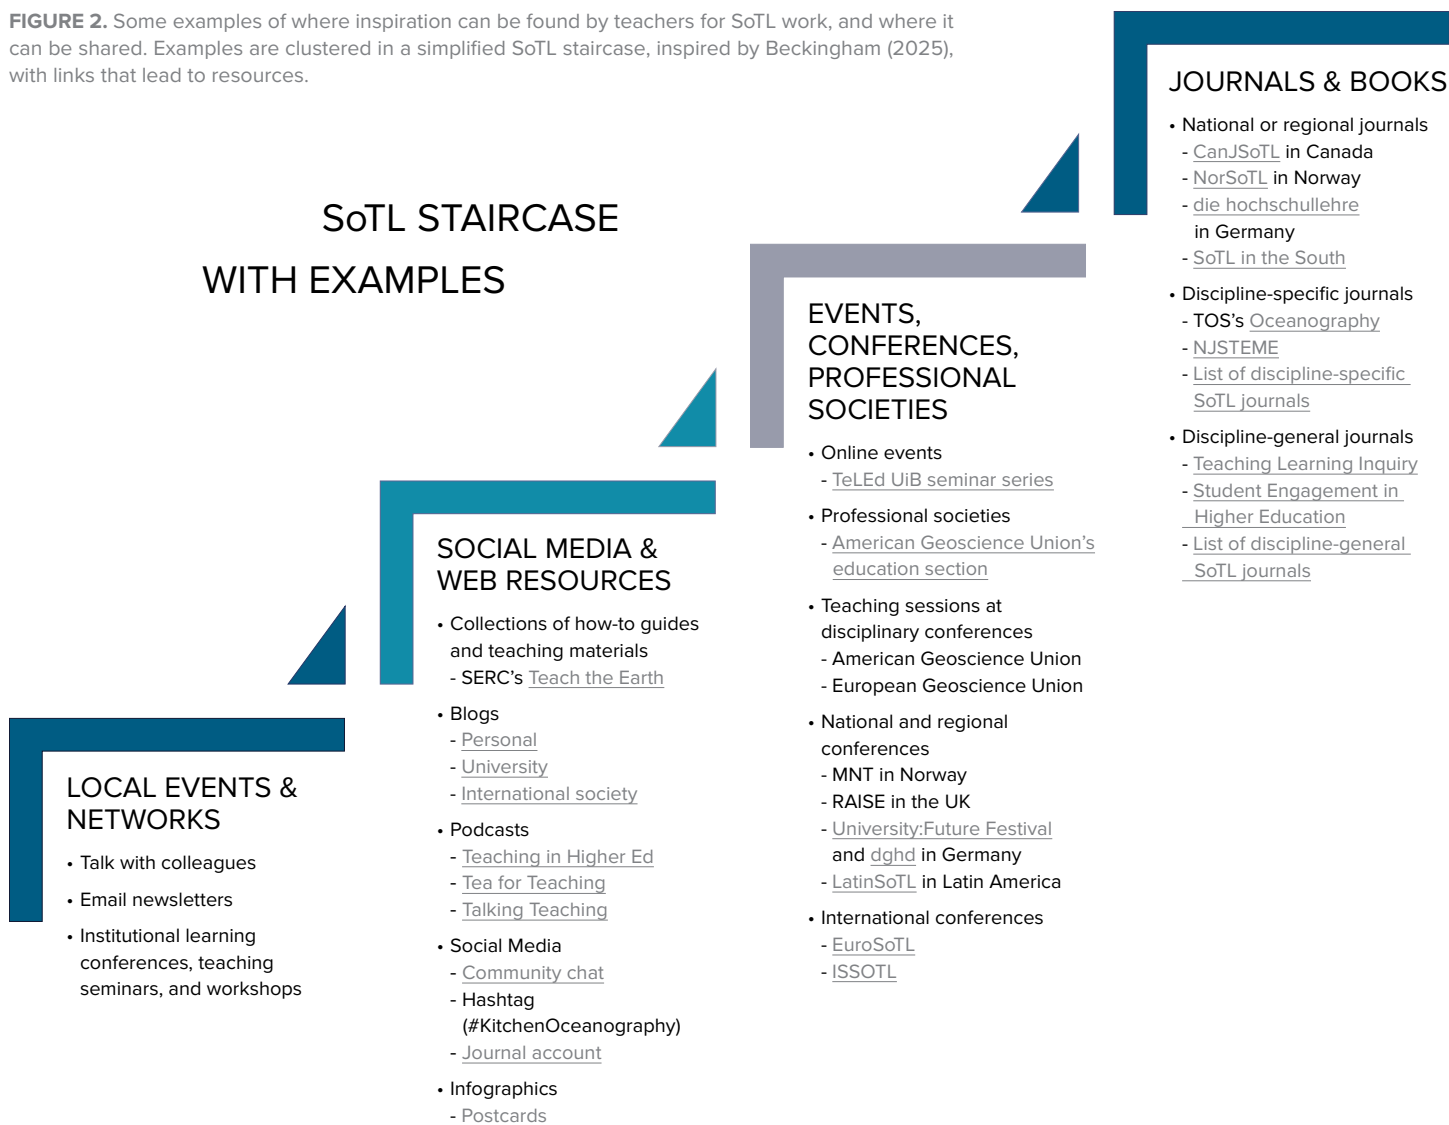 FIGURE 2. Some examples of where inspiration can be found by teachers for SoTL work, and where it
can be shared. Examples are clustered in a simplified SoTL staircase, inspired by Beckingham (2025),
with links that lead to resources.
SoTL STAIRCASE
WITH EXAMPLES
LOCAL EVENTS &
NETWORKS
• Talk with colleagues
• Email newsletters
• Institutional learning
conferences, teaching
seminars, and workshops
SOCIAL MEDIA &
WEB RESOURCES
• Collections of how-to guides
and teaching materials
- SERC's Teach the Earth
• Blogs
- Personal
- University
- International society
• Podcasts
- Teaching in Higher Ed
- Tea for Teaching
- Talking Teaching
• Social Media
- Community chat
- Hashtag
(#KitchenOceanography)
- Journal account
• Infographics
- Postcards
EVENTS,
CONFERENCES,
PROFESSIONAL
SOCIETIES
• Online events
- TeLEd UiB seminar series
• Professional societies
- American Geoscience Union's
education section
• Teaching sessions at
disciplinary conferences
- American Geoscience Union
- European Geoscience Union
• National and regional
conferences
- MNT in Norway
- RAISE in the UK
- University:Future Festival
and dghd in Germany
- LatinSoTL in Latin America
• International conferences
- EuroSoTL
- ISSOTL
JOURNALS & BOOKS
• National or regional journals
- CanJSoTL in Canada
- NorSoTL in Norway
- die hochschullehre
in Germany
- SoTL in the South
• Discipline-specific journals
- TOS's Oceanography
- NJSTEME
- List of discipline-specific
SoTL journals
• Discipline-general journals
- Teaching Learning Inquiry
- Student Engagement in
Higher Education
- List of discipline-general
SoTL journals